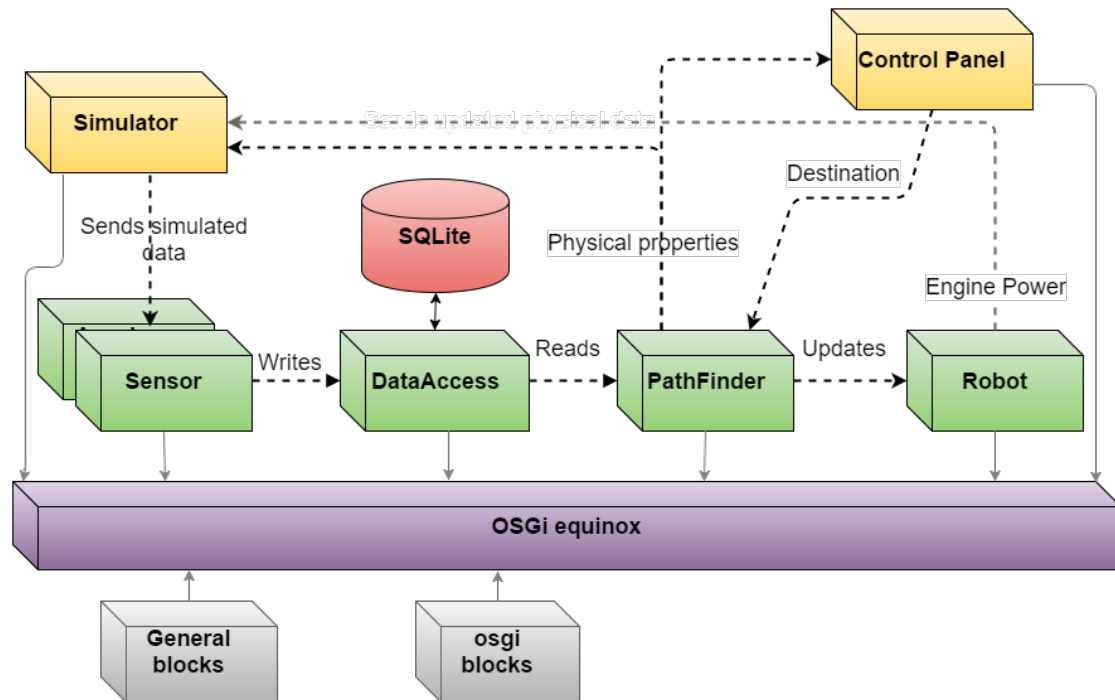 Control Panel
Simulator
Sends updated physical data
Destination
Sends simulated
data
SQLite
Physical properties
Engine Power
Writes
Reads
Updates
Sensor
DataAccess
PathFinder
Robot
OSGi equinox
General
blocks
osgi
blocks